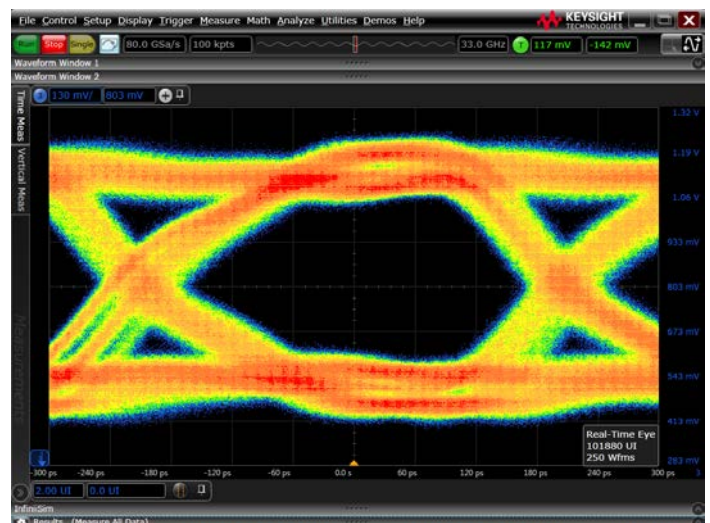 File Control Setup Display Trigger Measure Math Analyze Utilities Demos Help
KEYSIGHT
TECHNOLOGIES
Run Stop Single 80.0 GSa/s 100 kpts 33.0 GHz T 117 mV -142 mV
Waveform Window 1
Waveform Window 2
130 mV/ 803 mV
Time Meas
Vertical Meas
Measurements
1.32 V
1.19 V
1.06 V
933 mV
803 mV
673 mV
543 mV
413 mV
283 mV
Real-Time Eye
101880 UI
250 Wfms
-300 ps -240 ps -180 ps -120 ps -60 ps 0.0 s 60 ps 120 ps 180 ps 240 ps 300 ps 3
2.00 UI 0.0 UI
InfiniiSim
Results (Measure All Data)